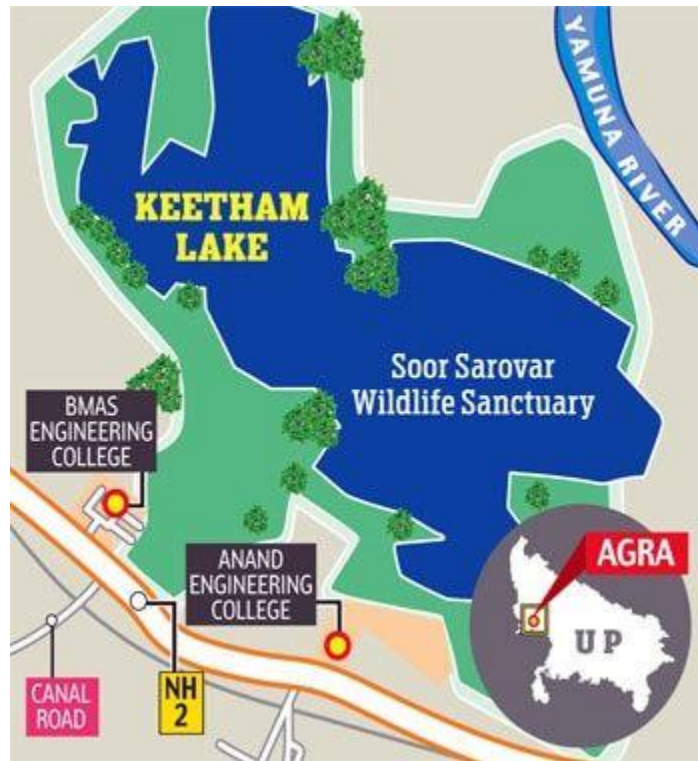 YAMUNA RIVER
KEETHAM
LAKE
Soor Sarovar
Wildlife Sanctuary
BMAS
ENGINEERING
COLLEGE
ANAND
ENGINEERING
COLLEGE
AGRA
UP
CANAL
ROAD
NH
2